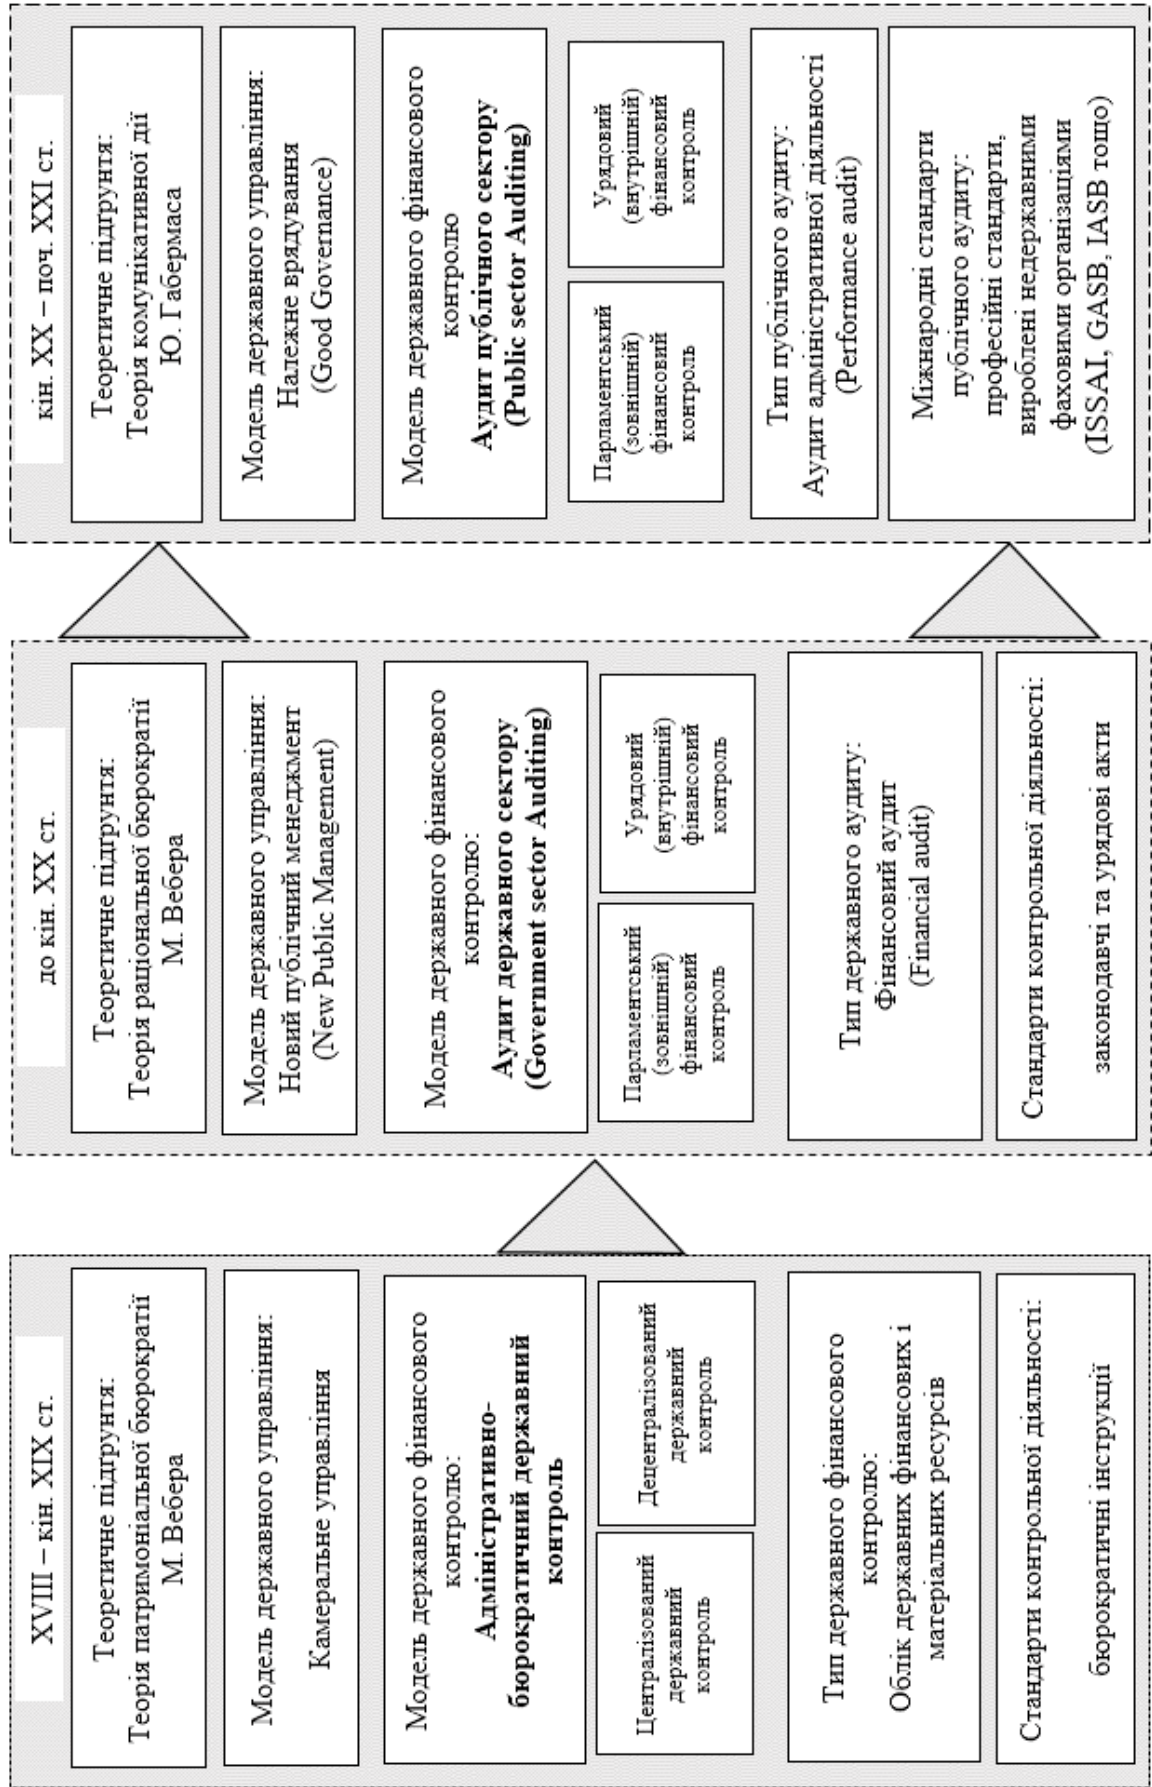 XVIII – кін. XIX ст.
Теоретичне підґрунтя:
Теорія патримоніальної бюрократії
М. Вебера
Модель державного управління:
Камеральне управління
Модель державного фінансового
контролю:
Адміністративно-
бюрократичний державний
контроль
Централізований
державний
контроль
Децентралізований
державний
контроль
Тип державного фінансового
контролю:
Облік державних фінансових і
матеріальних ресурсів
Стандарти контрольної діяльності:
бюрократичні інструкції
до кін. XX ст.
Теоретичне підґрунтя:
Теорія раціональної бюрократії
М. Вебера
Модель державного управління:
Новий публічний менеджмент
(New Public Management)
Модель державного фінансового
контролю:
Аудит державного сектору
(Government sector Auditing)
Парламентський
(зовнішній)
фінансовий
контроль
Урядовий
(внутрішній)
фінансовий
контроль
Тип державного аудиту:
Фінансовий аудит
(Financial audit)
Стандарти контрольної діяльності:
законодавчі та урядові акти
кін. XX – поч. XXI ст.
Теоретичне підґрунтя:
Теорія комунікативної дії
Ю. Габермаса
Модель державного управління:
Належне врядування
(Good Governance)
Модель державного фінансового
контролю
Аудит публічного сектору
(Public sector Auditing)
Парламентський
(зовнішній)
фінансовий
контроль
Урядовий
(внутрішній)
фінансовий
контроль
Тип публічного аудиту:
Аудит адміністративної діяльності
(Performance audit)
Міжнародні стандарти
публічного аудиту:
професійні стандарти,
вироблені недержавними
фаховими організаціями
(ISSAI, GASB, IASB тощо)